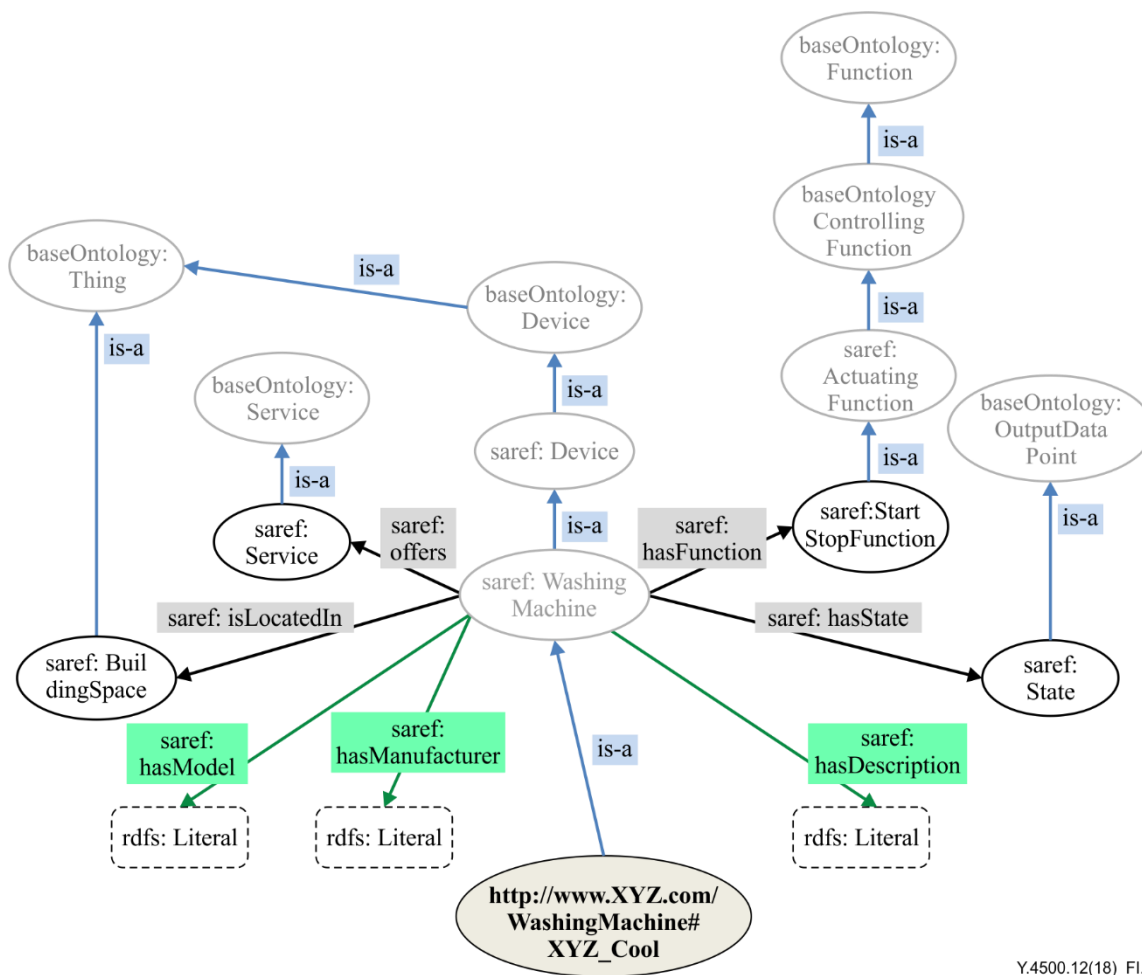 baseOntology:
Function
is-a
baseOntology
Controlling
Function
baseOntology:
Thing
is-a
baseOntology:
Device
is-a
is-a
saref:
Actuating
Function
baseOntology:
Service
is-a
baseOntology:
OutputData
Point
saref: Device
is-a
is-a
saref:Start
StopFunction
is-a
is-a
saref:
Service
saref:
offers
saref:
hasFunction
saref: Washing
Machine
saref: isLocatedIn
saref: hasState
saref: Buil
dingSpace
saref:
State
saref:
hasModel
saref:
hasManufacturer
is-a
saref:
hasDescription
rdfs: Literal
rdfs: Literal
rdfs: Literal
http://www.XYZ.com/
WashingMachine#
XYZ_Cool
Y.4500.12(18)_FI